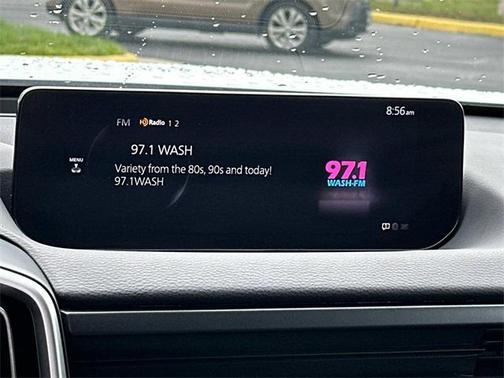 8:56am
FM HD Radio 1 2
97.1 WASH
MENU
Variety from the 80s, 90s and today!
97.1WASH
97.1
WASH-FM